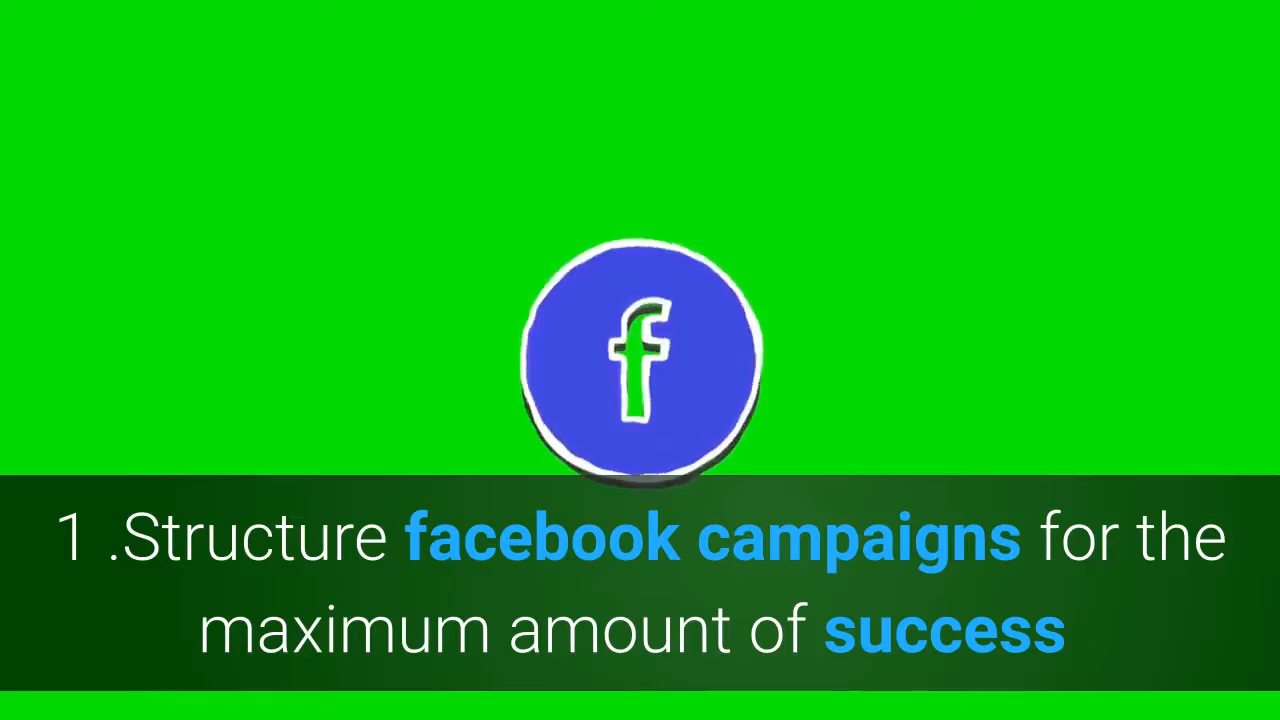 f
1 .Structure facebook campaigns for the
maximum amount of success